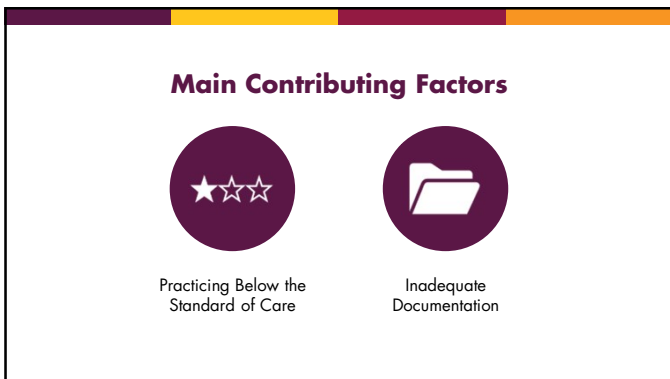 Main Contributing Factors
Practicing Below the
Standard of Care
Inadequate
Documentation